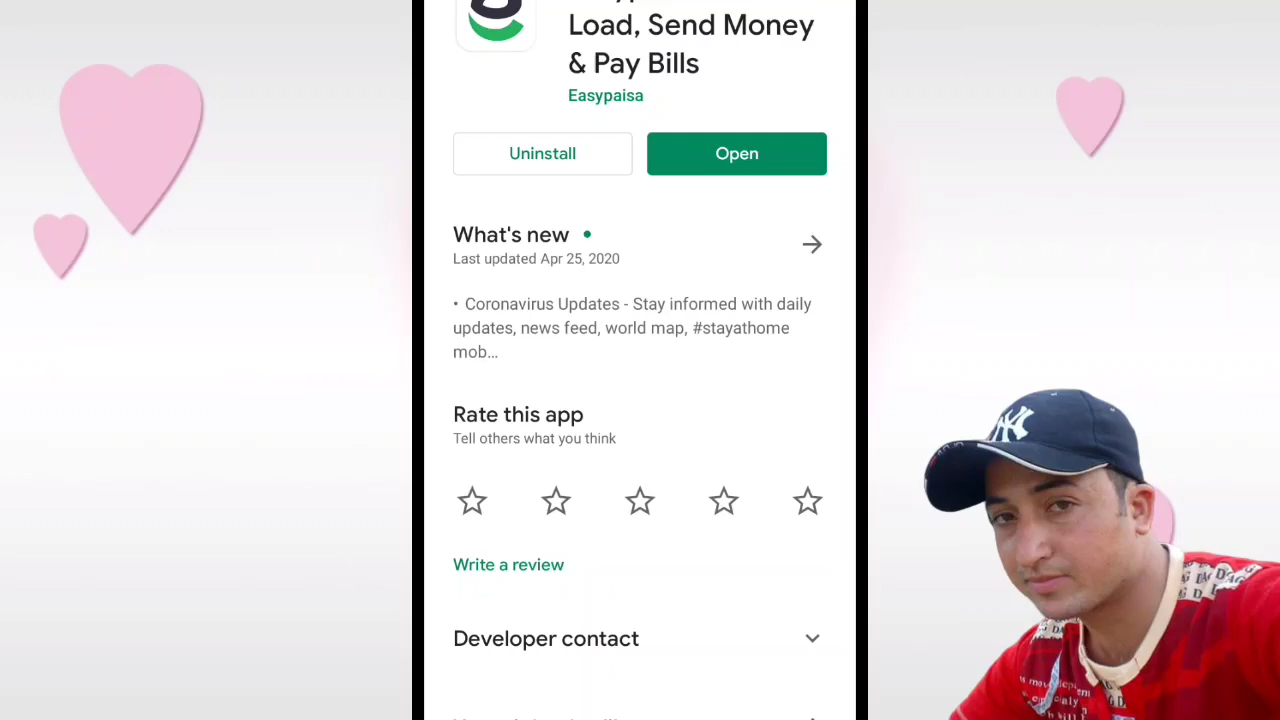 Load, Send Money
& Pay Bills
Easypaisa
Uninstall
Open
What's new
Last updated Apr 25, 2020
• Coronavirus Updates - Stay informed with daily
updates, news feed, world map, #stayathome
mob...
Rate this app
Tell others what you think
Write a review
Developer contact
NY